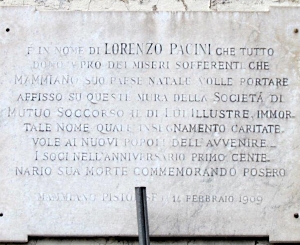 E IN NOME DI LORENZO PACINI CHE TUTTO
DONÒ A PRO DEI MISERI SOFFERENTI CHE
MAMMIANO SUO PAESE NATALE VOLLE PORTARE
AFFISSO SU QUESTE MURA DELLA SOCIETÀ DI
MUTUO SOCCORSO IL DI LUI ILLUSTRE IMMOR-
TALE NOME QUALE INSEGNAMENTO CARITATE-
VOLE AI NUOVI POPOLI DELL'AVVENIRE
I SOCI NELL'ANNIVERSARIO PRIMO CENTE-
NARIO SUA MORTE COMMEMORANDO POSERO
MAMMIANO PISTOIESE 14 FEBBRAIO 1909